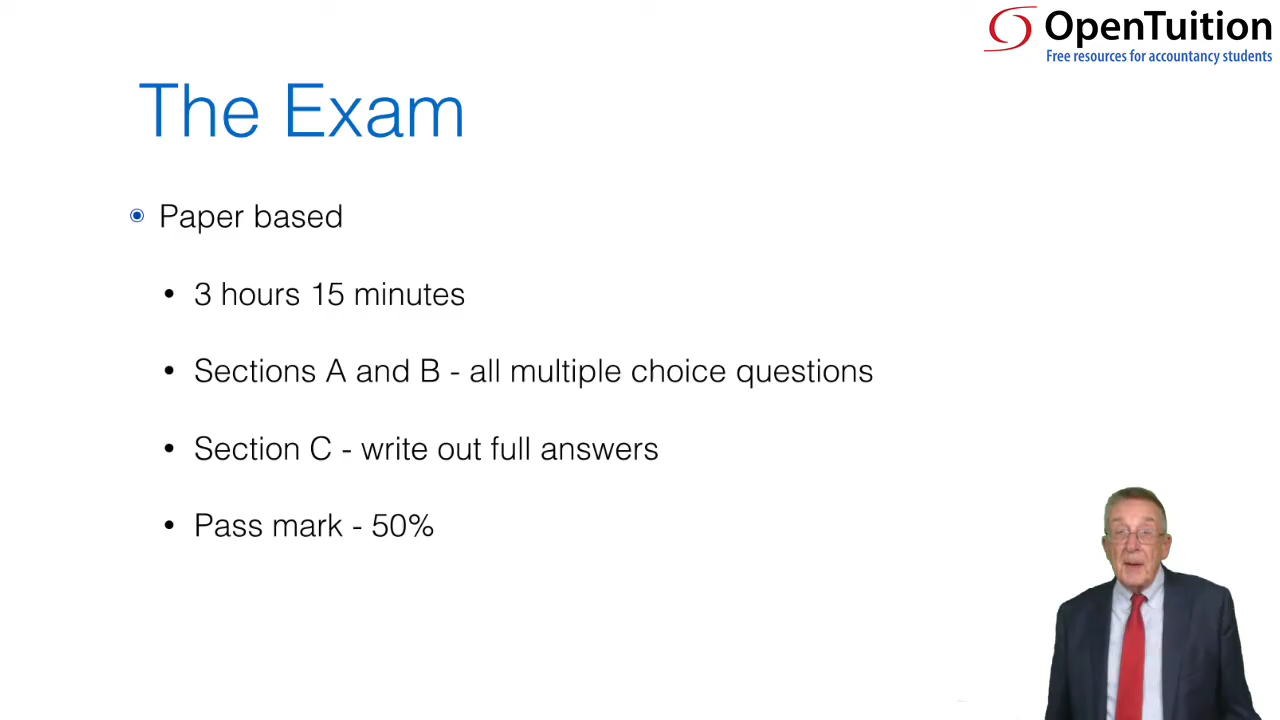 OpenTuition
Free resources for accountancy students
The Exam
Paper based
3 hours 15 minutes
Sections A and B - all multiple choice questions
Section C - write out full answers
Pass mark - 50%